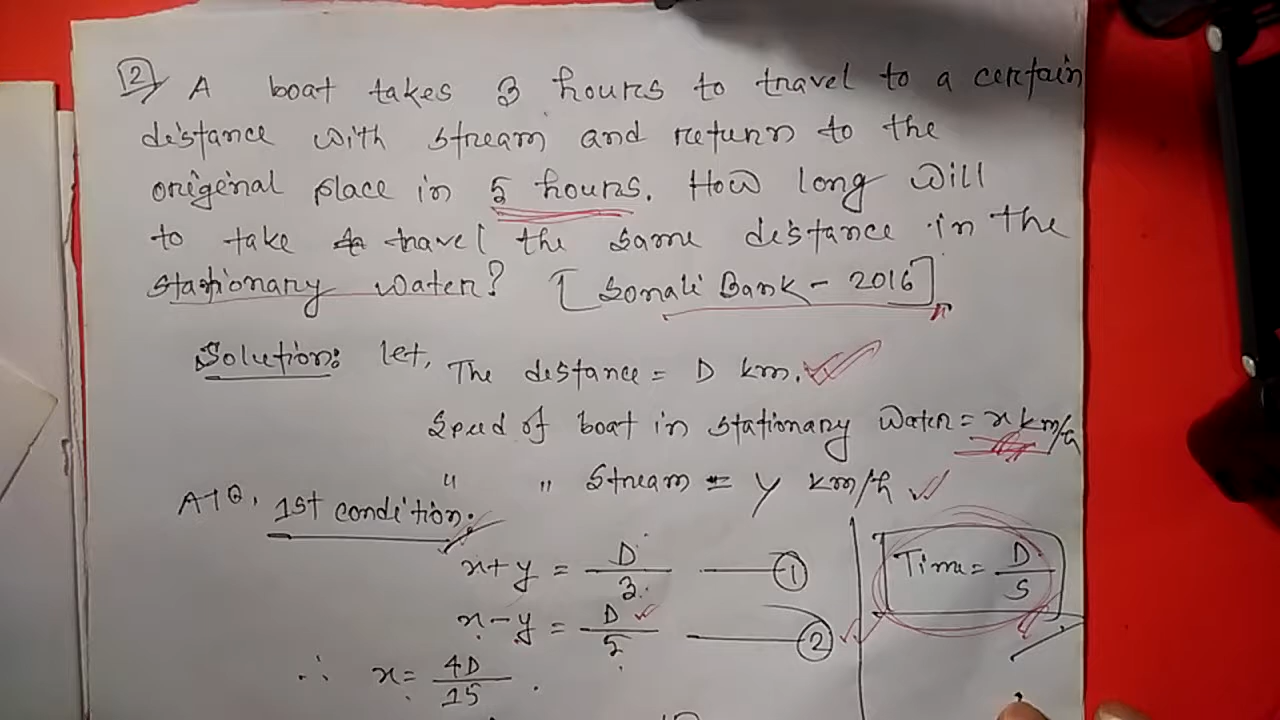 2) A boat takes 3 hours to travel to a certain
distance with stream and return to the
original place in 5 hours. How long will
to take travel the same distance in the
stationary water? [Sonali Bank - 2016]
Solution: let, The distance = D km.
Speed of boat in stationary water = x km/h
" " Stream = y km/h
ATQ, 1st condition:
x+y = D/3 ——— 1
x-y = D/5 ——— 2
Time = D/S
∴ x = 4D/15 .